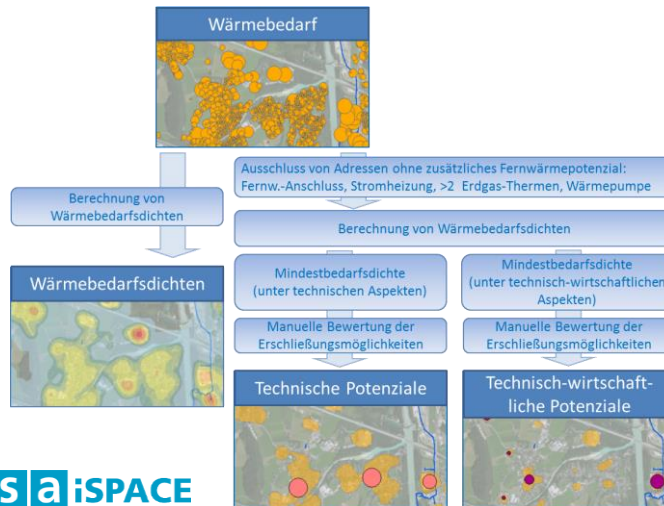 Wärmebedarf
Ausschluss von Adressen ohne zusätzliches Fernwärmepotenzial:
Fernw.-Anschluss, Stromheizung, >2 Erdgas-Thermen, Wärmepumpe
Berechnung von
Wärmebedarfsdichten
Berechnung von Wärmebedarfsdichten
Wärmebedarfsdichten
Mindestbedarfsdichte
(unter technischen Aspekten)
Mindestbedarfsdichte
(unter technisch-wirtschaftlichen
Aspekten)
Manuelle Bewertung der
Erschließungsmöglichkeiten
Manuelle Bewertung der
Erschließungsmöglichkeiten
Technische Potenziale
Technisch-wirtschaft-
liche Potenziale
sa iSPACE